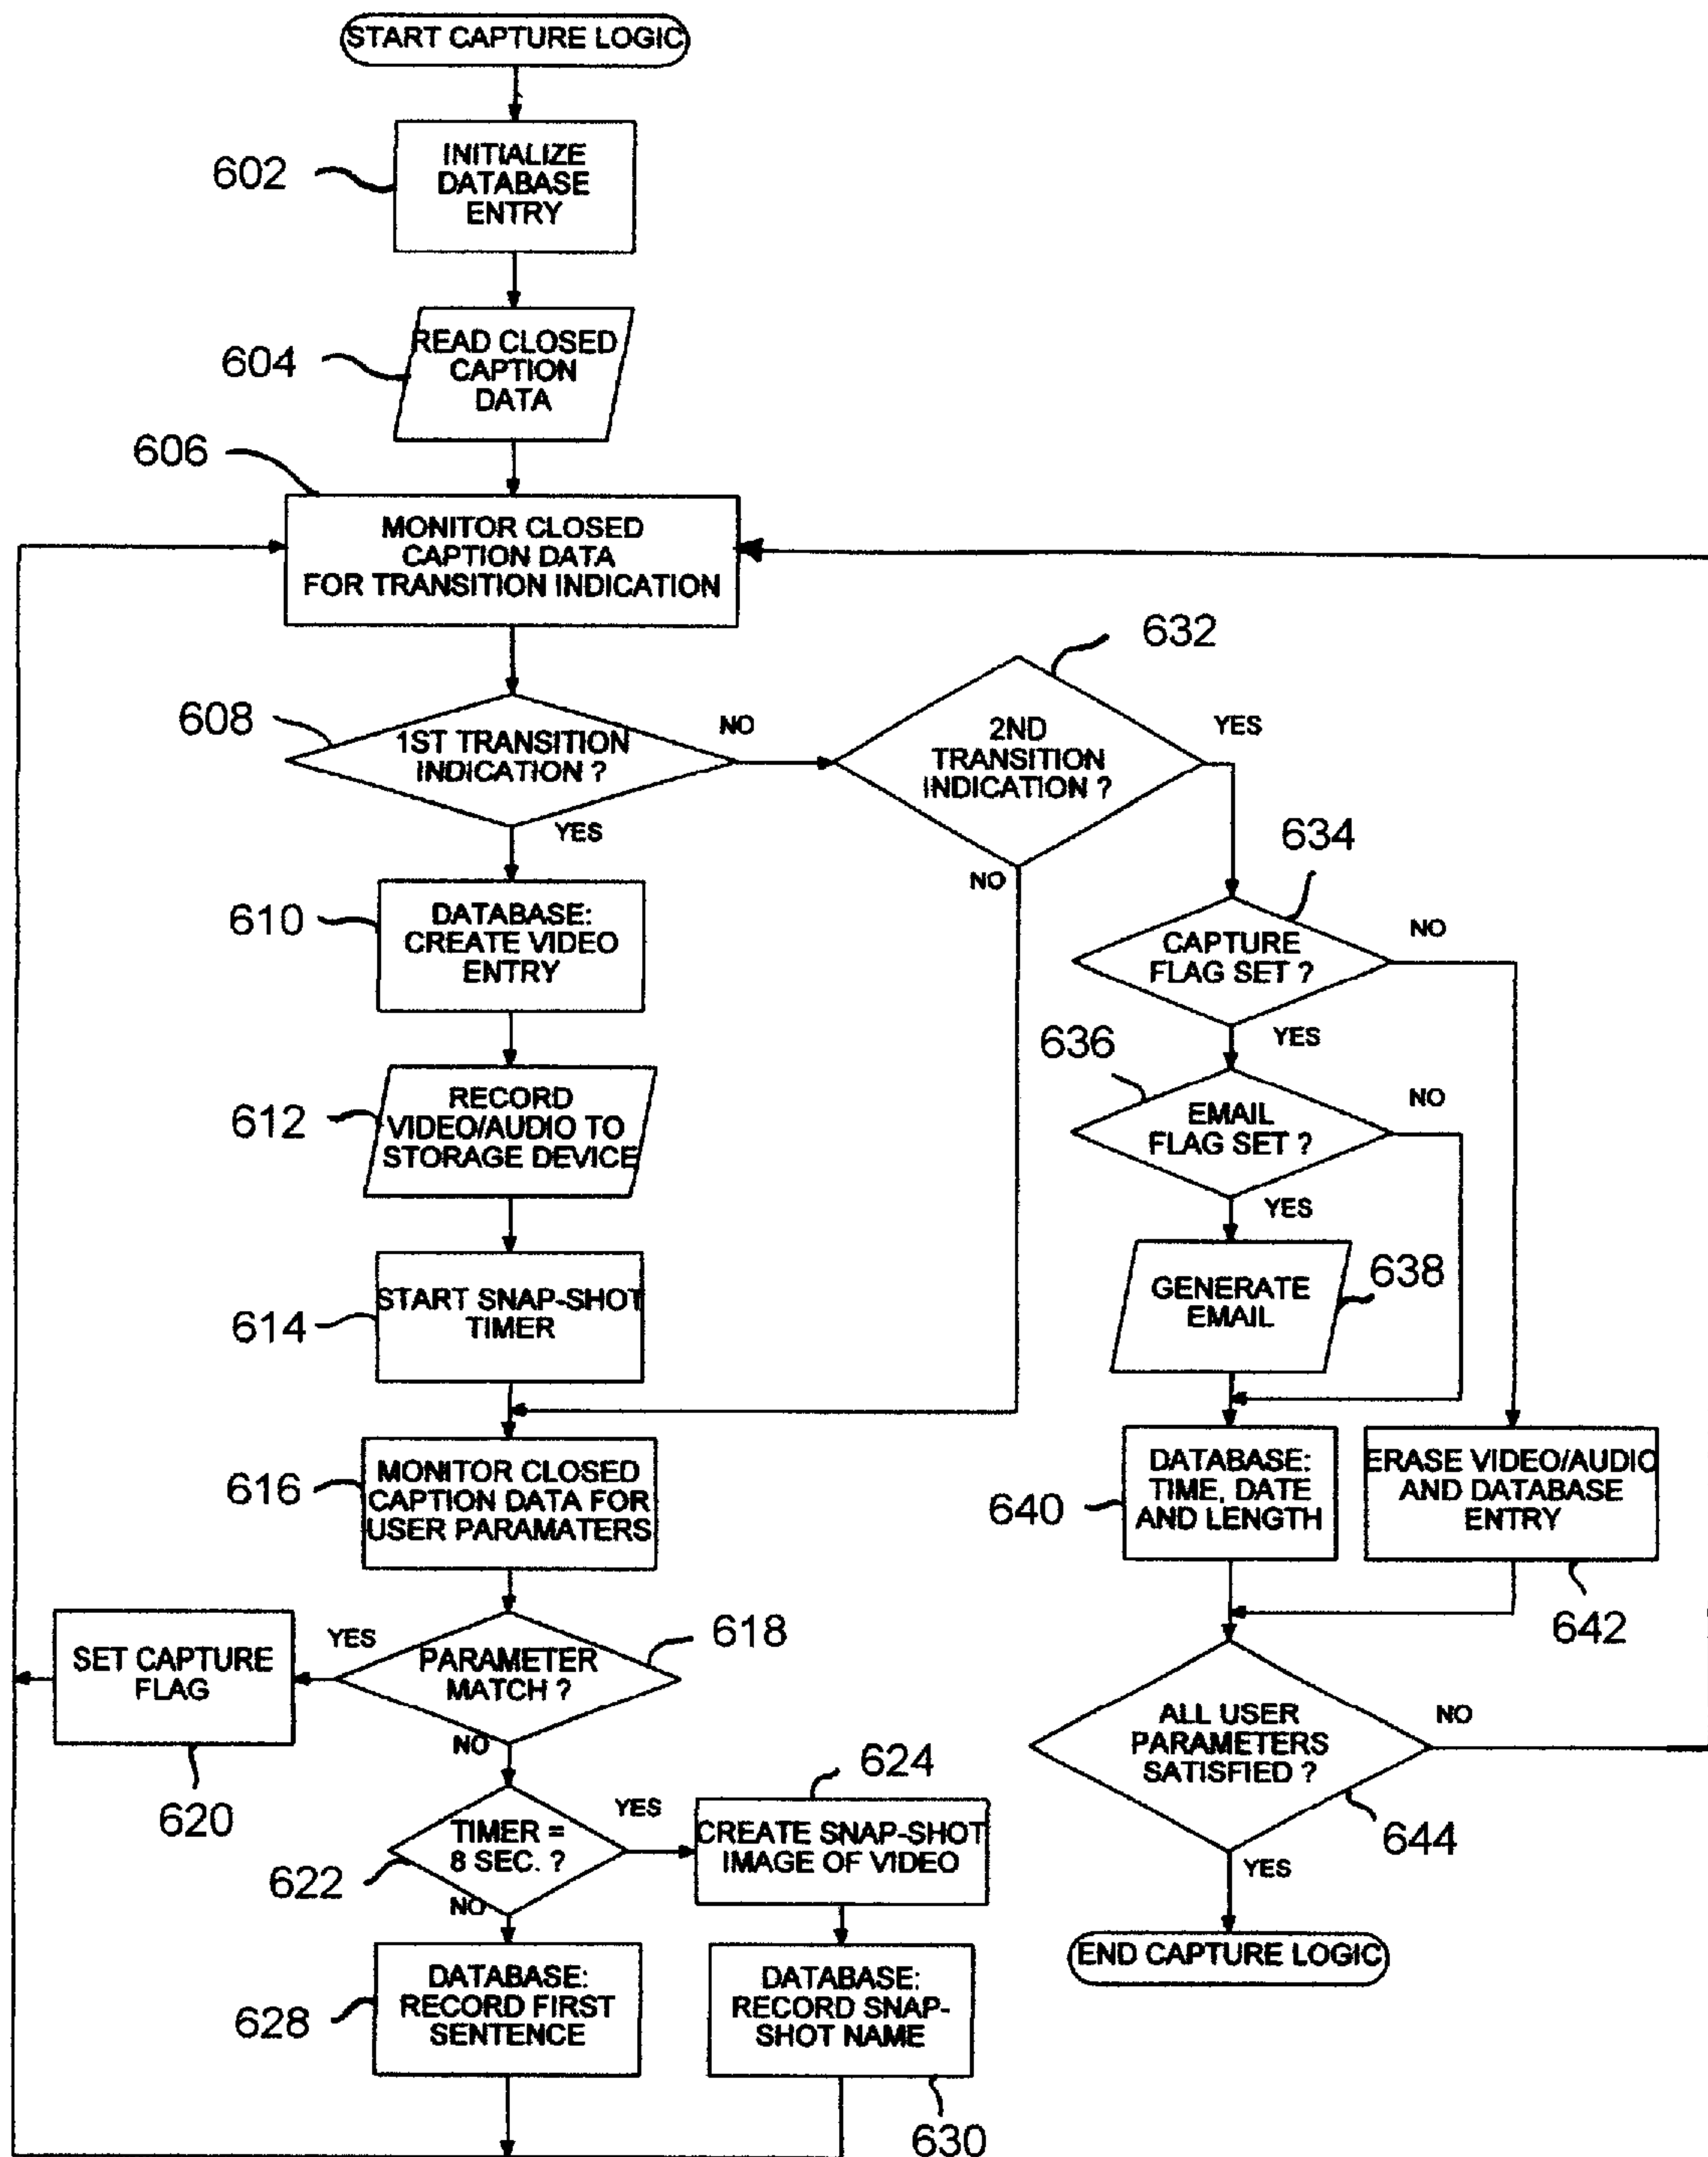 START CAPTURE LOGIC
602
INITIALIZE
DATABASE
ENTRY
604
READ CLOSED
CAPTION
DATA
606
MONITOR CLOSED
CAPTION DATA
FOR TRANSITION INDICATION
608
1ST TRANSITION
INDICATION ?
NO
YES
632
2ND
TRANSITION
INDICATION ?
YES
NO
610
DATABASE:
CREATE VIDEO
ENTRY
612
RECORD
VIDEO/AUDIO TO
STORAGE DEVICE
614
START SNAP-SHOT
TIMER
616
MONITOR CLOSED
CAPTION DATA FOR
USER PARAMATERS
618
PARAMETER
MATCH ?
YES
NO
SET CAPTURE
FLAG
620
622
TIMER =
8 SEC. ?
YES
NO
624
CREATE SNAP-SHOT
IMAGE OF VIDEO
628
DATABASE:
RECORD FIRST
SENTENCE
DATABASE:
RECORD SNAP-
SHOT NAME
630
634
CAPTURE
FLAG SET ?
NO
YES
636
EMAIL
FLAG SET ?
NO
YES
GENERATE
EMAIL
638
640
DATABASE:
TIME, DATE
AND LENGTH
ERASE VIDEO/AUDIO
AND DATABASE
ENTRY
642
ALL USER
PARAMETERS
SATISFIED ?
NO
644
YES
END CAPTURE LOGIC